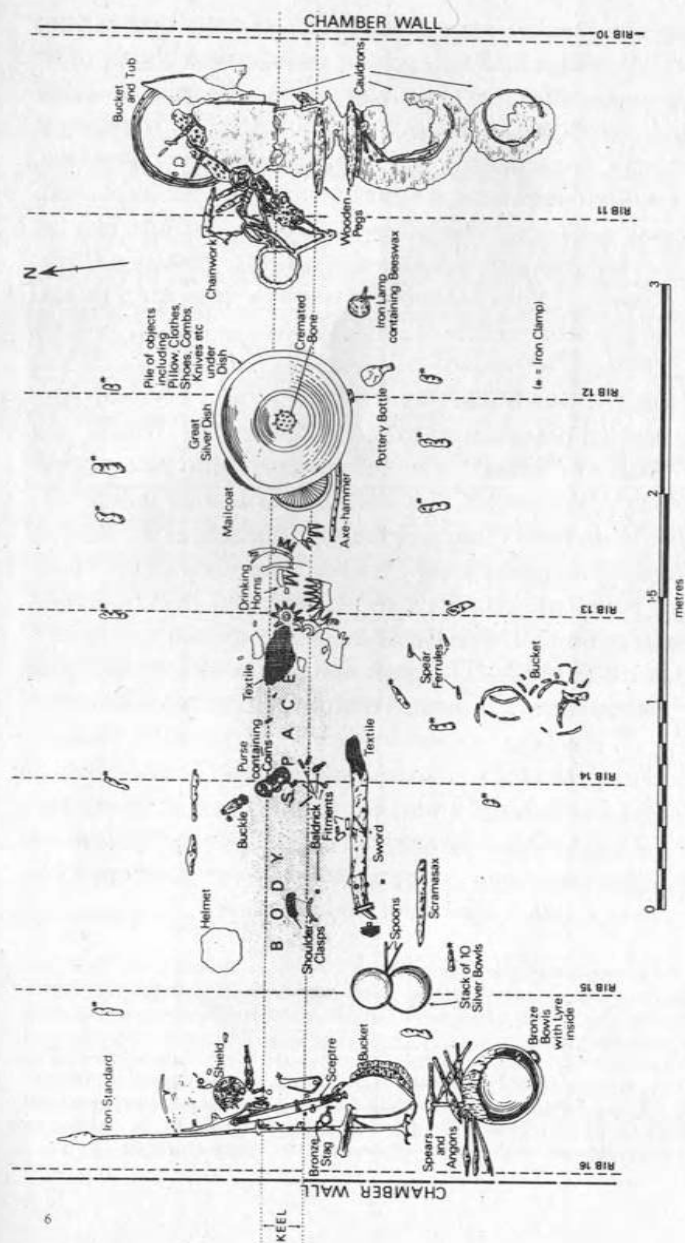 CHAMBER WALL
RIB 10
Bucket
and Tub
Cauldrons
Wooden
Pegs
RIB 11
Chainwork
N
Iron Lamp
containing Beeswax
Pile of objects
including
Pillow, Clothes,
Shoes, Combs,
Knives etc
under
Dish
Cremated
Bone
(* = Iron Clamp)
RIB 12
Great
Silver Dish
Pottery Bottle
Mailcoat
Axe-hammer
Drinking
Horns
RIB 13
Textile
Spear
Ferrules
Bucket
Purse
containing
Coins
Textile
RIB 14
Buckle
Baldrick
Fitments
BODY SPACE
Sword
Scramasax
Helmet
Shoulder
Clasps
Spoons
Stack of 10
Silver Bowls
RIB 15
Bronze
Bowls
with Lyre
inside
Iron Standard
Shield
Sceptre
Bucket
Bronze
Stag
Spears
and
Angons
RIB 16
CHAMBER WALL
KEEL
0 1 15 2 3
metres
6